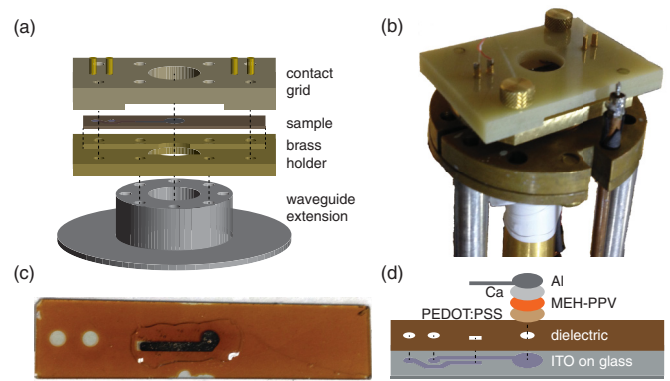 (a)
contact
grid
sample
brass
holder
waveguide
extension
(b)
(c)
(d)
Al
Ca
MEH-PPV
PEDOT:PSS
dielectric
ITO on glass